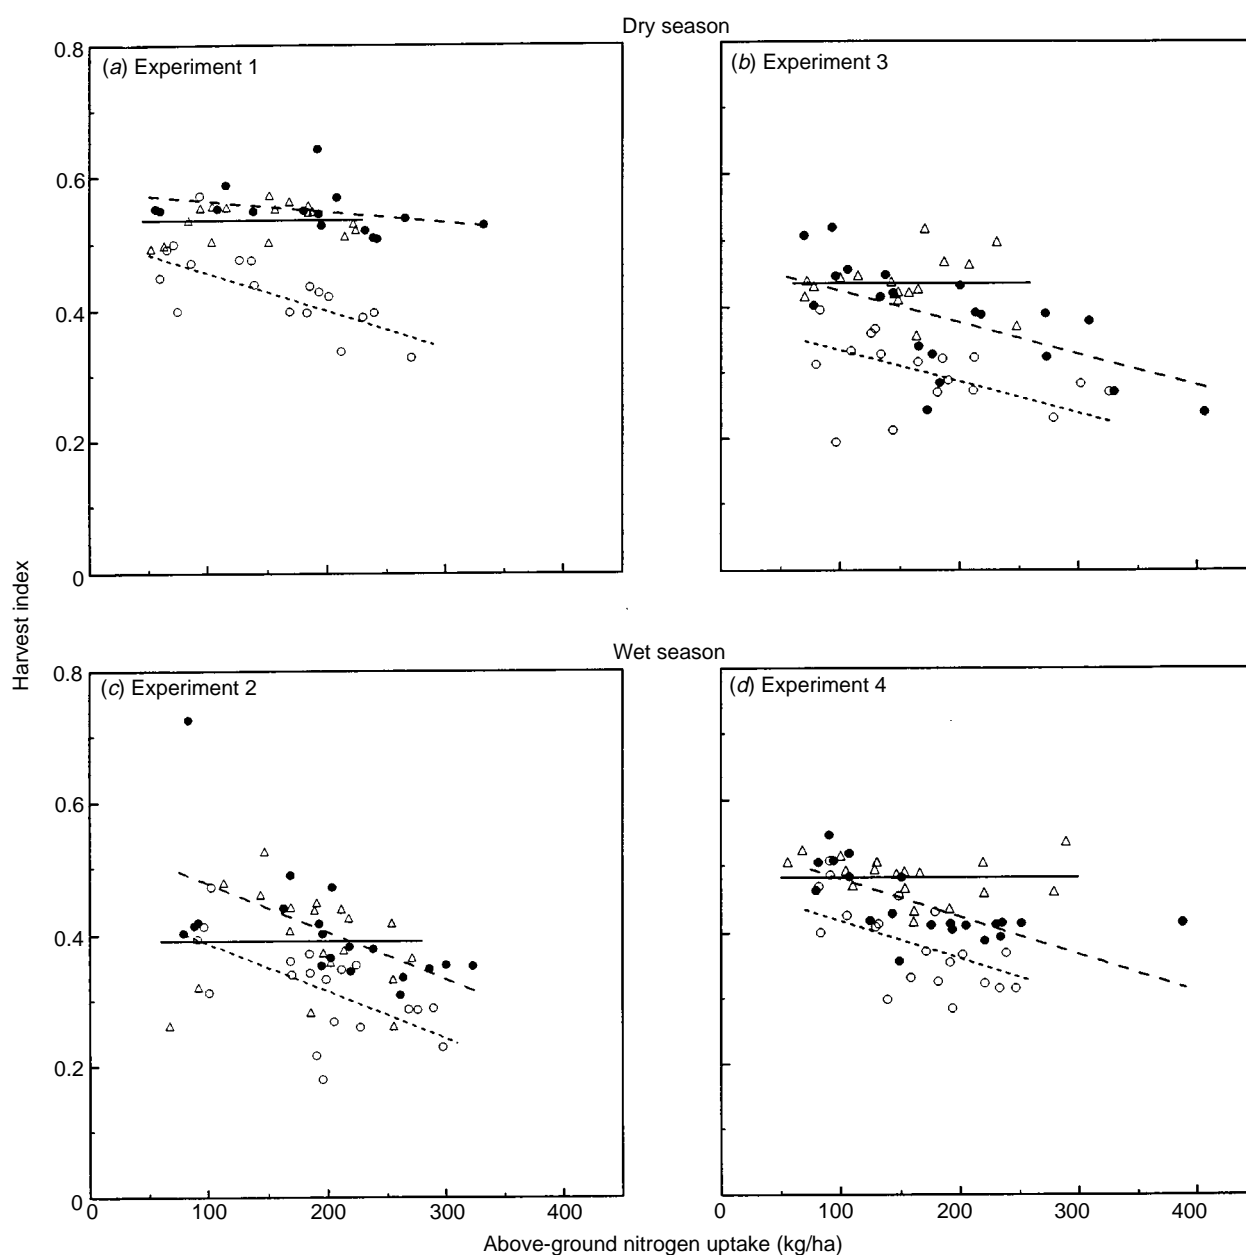 Dry season
0.8
(a) Experiment 1
(b) Experiment 3
0.6
0.4
0.2
0
Harvest index
Wet season
0.8
(c) Experiment 2
(d) Experiment 4
0.6
0.4
0.2
0
0 100 200 300 400 0 100 200 300 400
Above-ground nitrogen uptake (kg/ha)